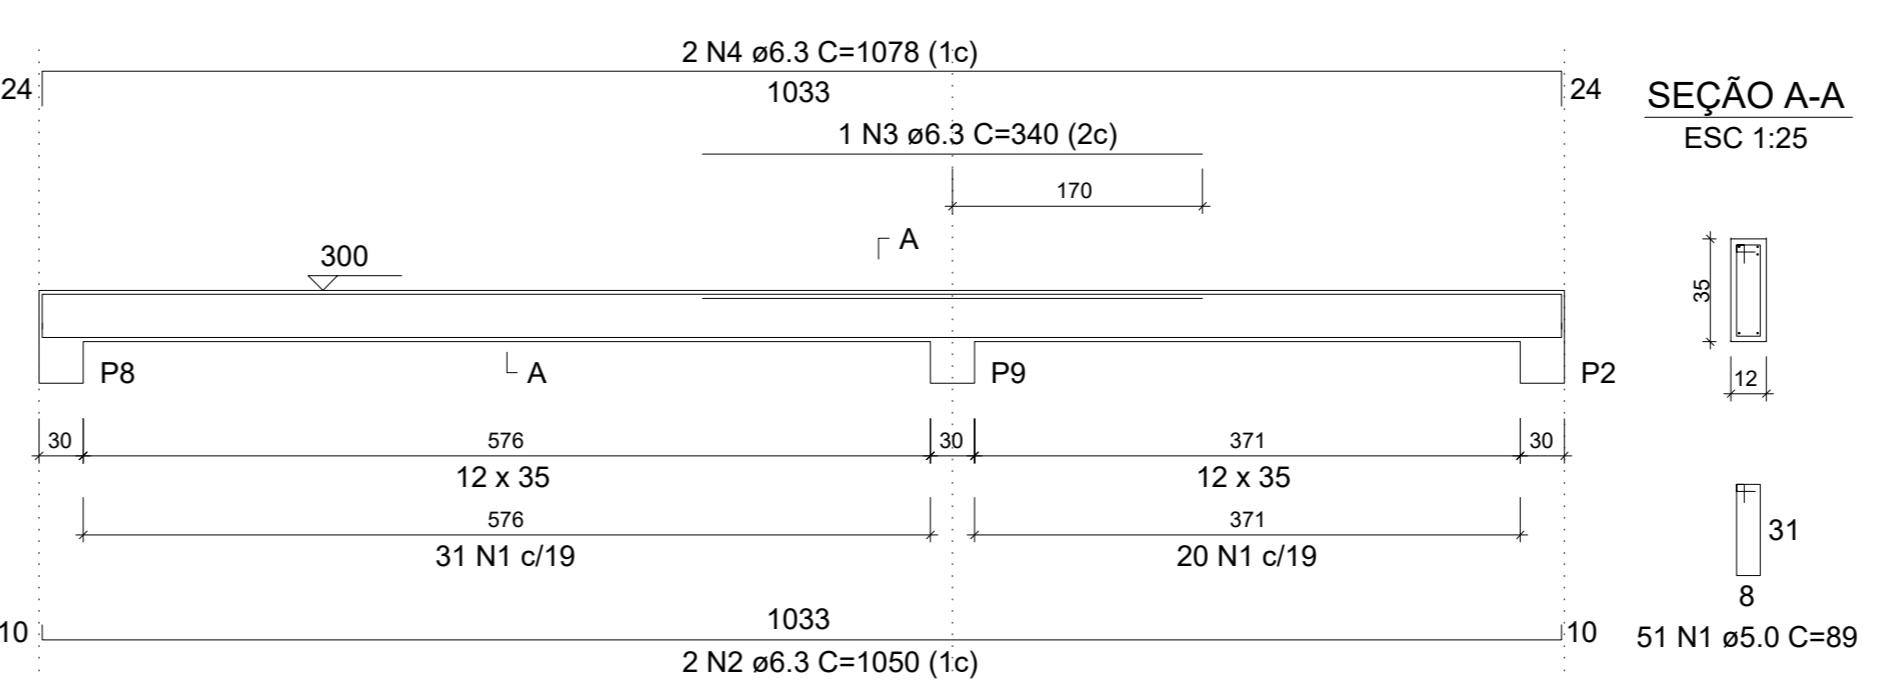 2 N4 ø6.3 C=1078 (1c)
24
1033
24
1 N3 ø6.3 C=340 (2c)
170
A
300
P8
A
P9
P2
30
576
30
371
30
12 x 35
12 x 35
576
371
31 N1 c/19
20 N1 c/19
10
1033
10
2 N2 ø6.3 C=1050 (1c)
SEÇÃO A-A
ESC 1:25
35
12
31
8
51 N1 ø5.0 C=89